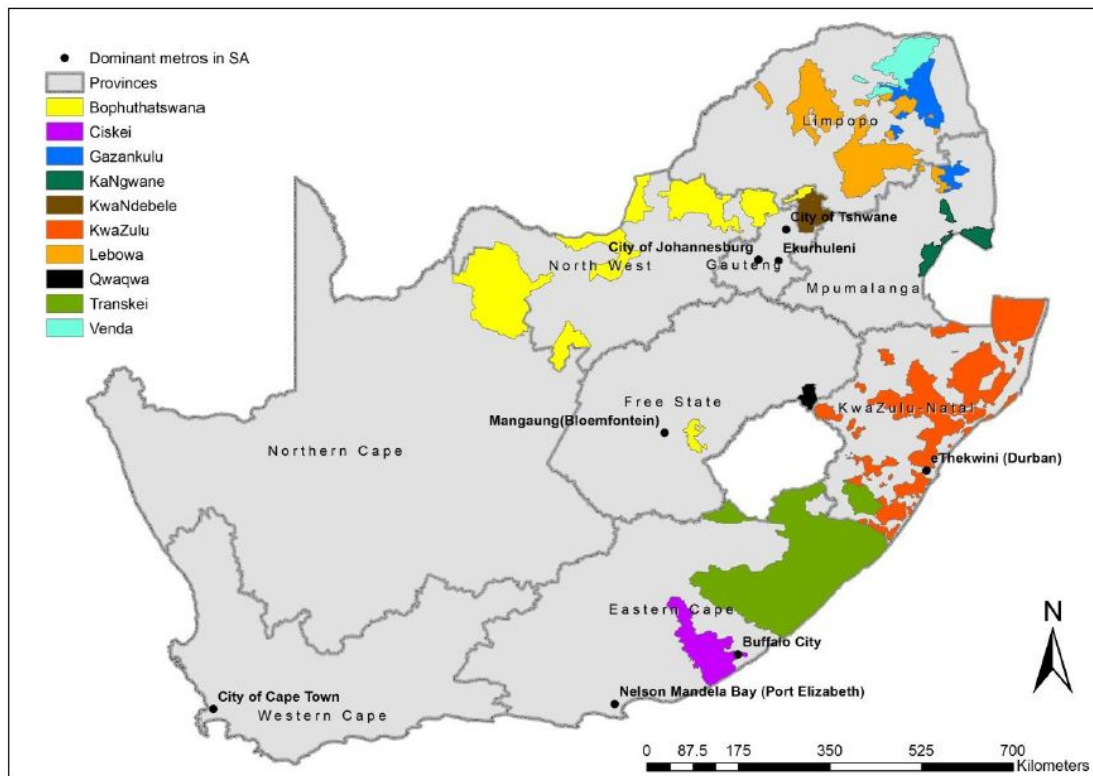 Dominant metros in SA
Provinces
Bophuthatswana
Ciskei
Gazankulu
KaNgwane
KwaNdebele
KwaZulu
Lebowa
Qwaqwa
Transkei
Venda
Limpopo
City of Tshwane
City of Johannesburg
Ekurhuleni
North West
Gauteng
Mpumalanga
Free State
KwaZulu-Natal
Mangaung(Bloemfontein)
Northern Cape
eThekwini (Durban)
Eastern Cape
Buffalo City
Nelson Mandela Bay (Port Elizabeth)
City of Cape Town
Western Cape
N
0 87.5 175 350 525 700
Kilometers